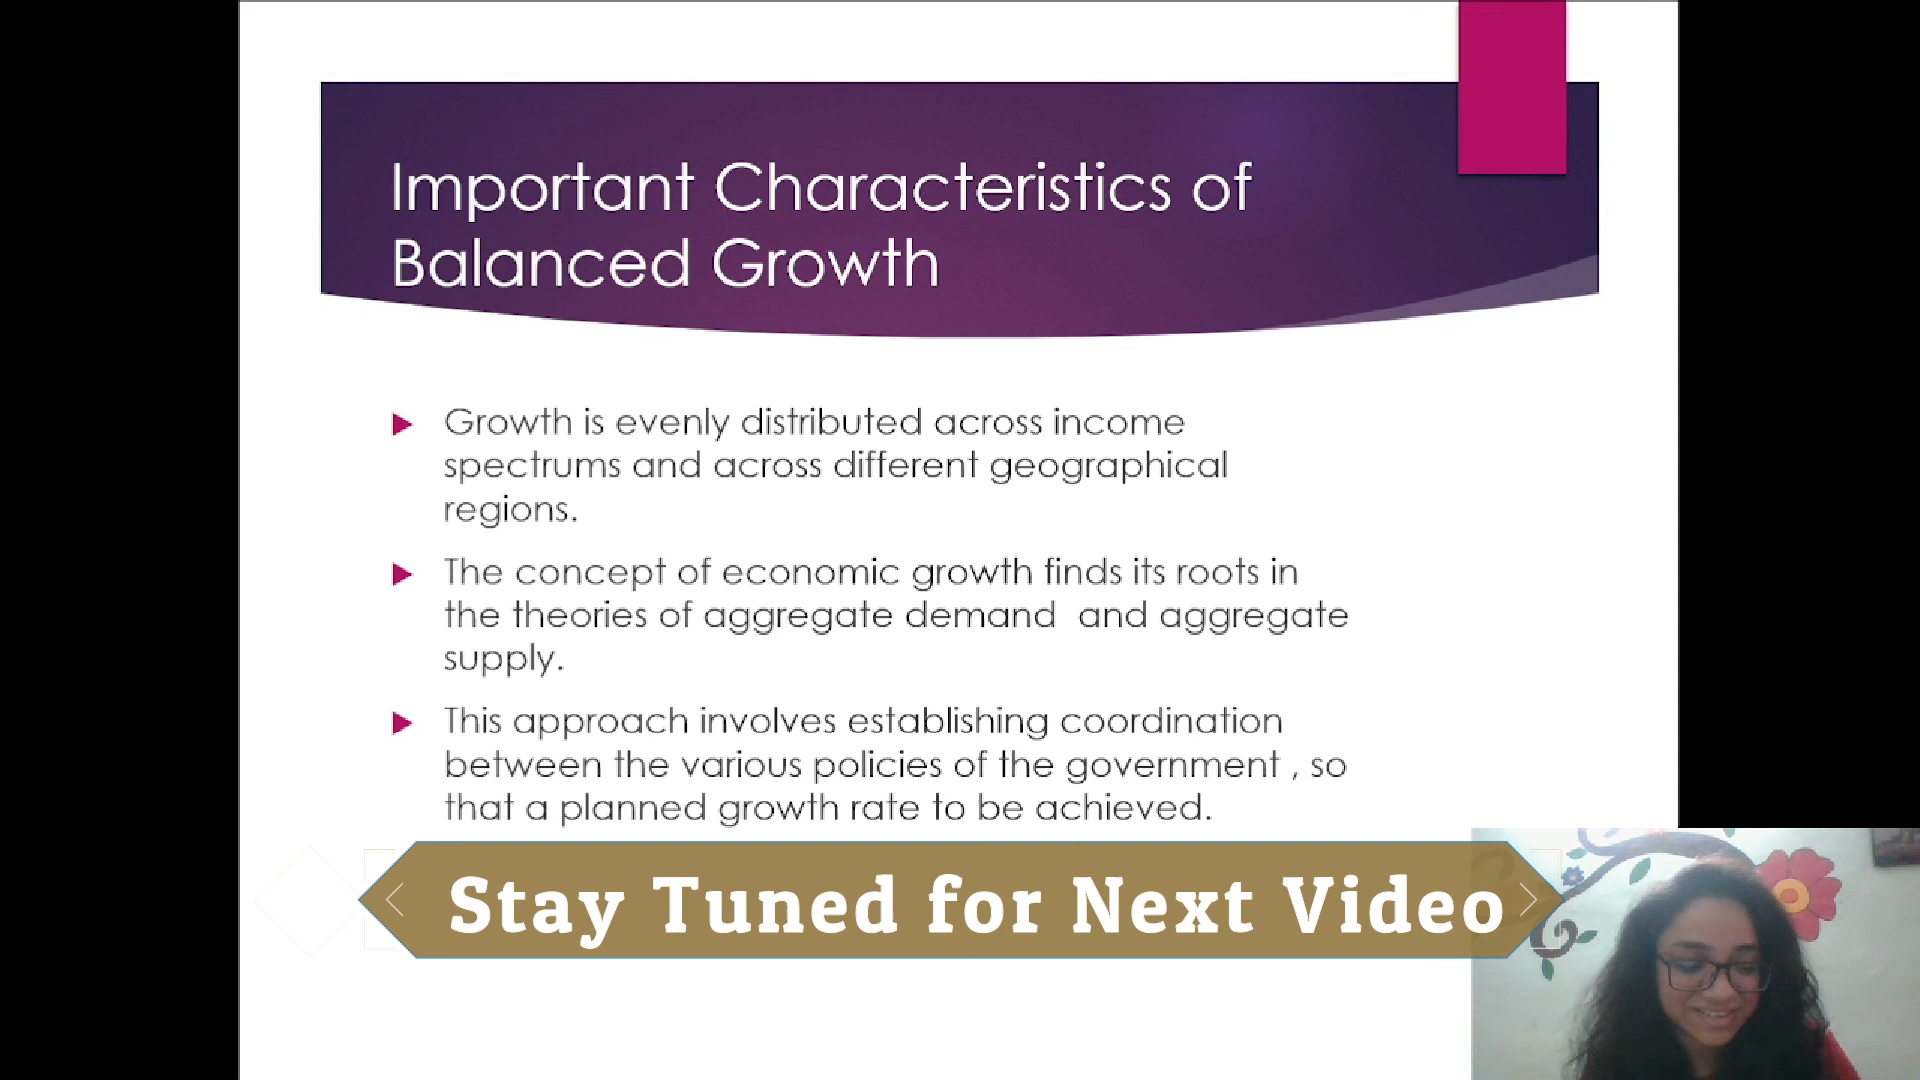 Important Characteristics of
Balanced Growth
Growth is evenly distributed across income
spectrums and across different geographical
regions.
The concept of economic growth finds its roots in
the theories of aggregate demand  and aggregate
supply.
This approach involves establishing coordination
between the various policies of the government , so
that a planned growth rate to be achieved.
Stay Tuned for Next Video